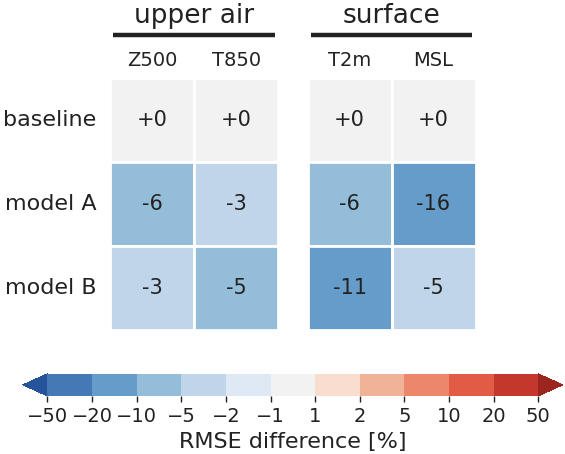 upper air surface
Z500 T850 T2m MSL
baseline +0 +0 +0 +0
model A -6 -3 -6 -16
model B -3 -5 -11 -5
−50 −20 −10 −5 −2 −1 1 2 5 10 20 50
RMSE difference [%]